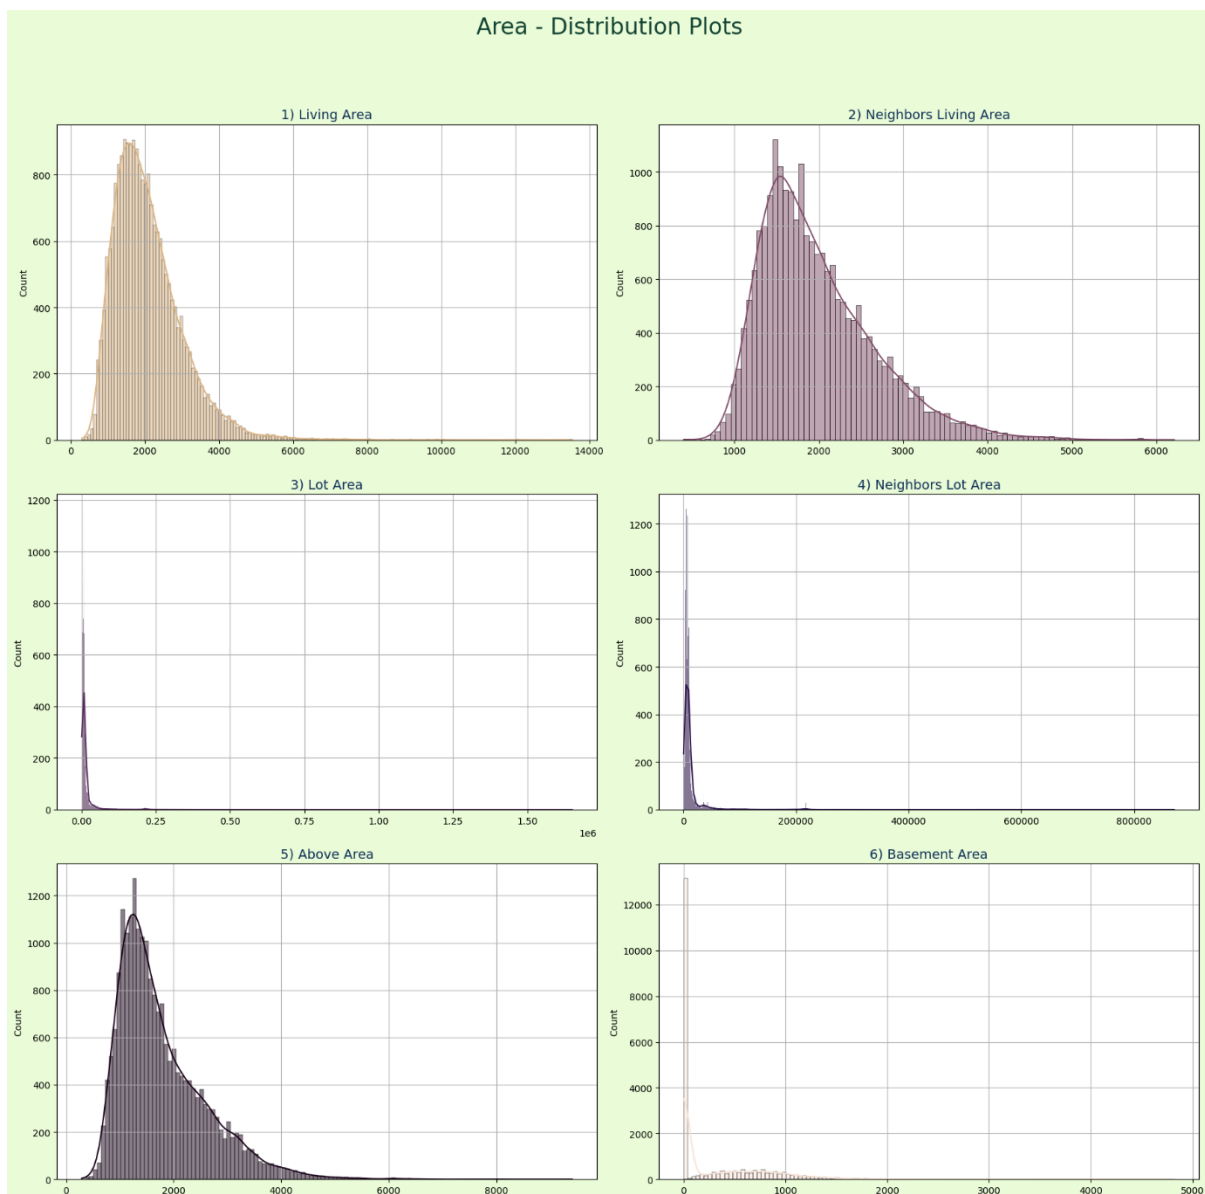 Area - Distribution Plots
1) Living Area
Count
800
600
400
200
0
0 2000 4000 6000 8000 10000 12000 14000
2) Neighbors Living Area
Count
1000
800
600
400
200
0
1000 2000 3000 4000 5000 6000
3) Lot Area
Count
1200
1000
800
600
400
200
0
0.00 0.25 0.50 0.75 1.00 1.25 1.50
1e6
4) Neighbors Lot Area
Count
1200
1000
800
600
400
200
0
0 200000 400000 600000 800000
5) Above Area
Count
1200
1000
800
600
400
200
0
0 2000 4000 6000 8000
6) Basement Area
Count
12000
10000
8000
6000
4000
2000
0
0 1000 2000 3000 4000 5000